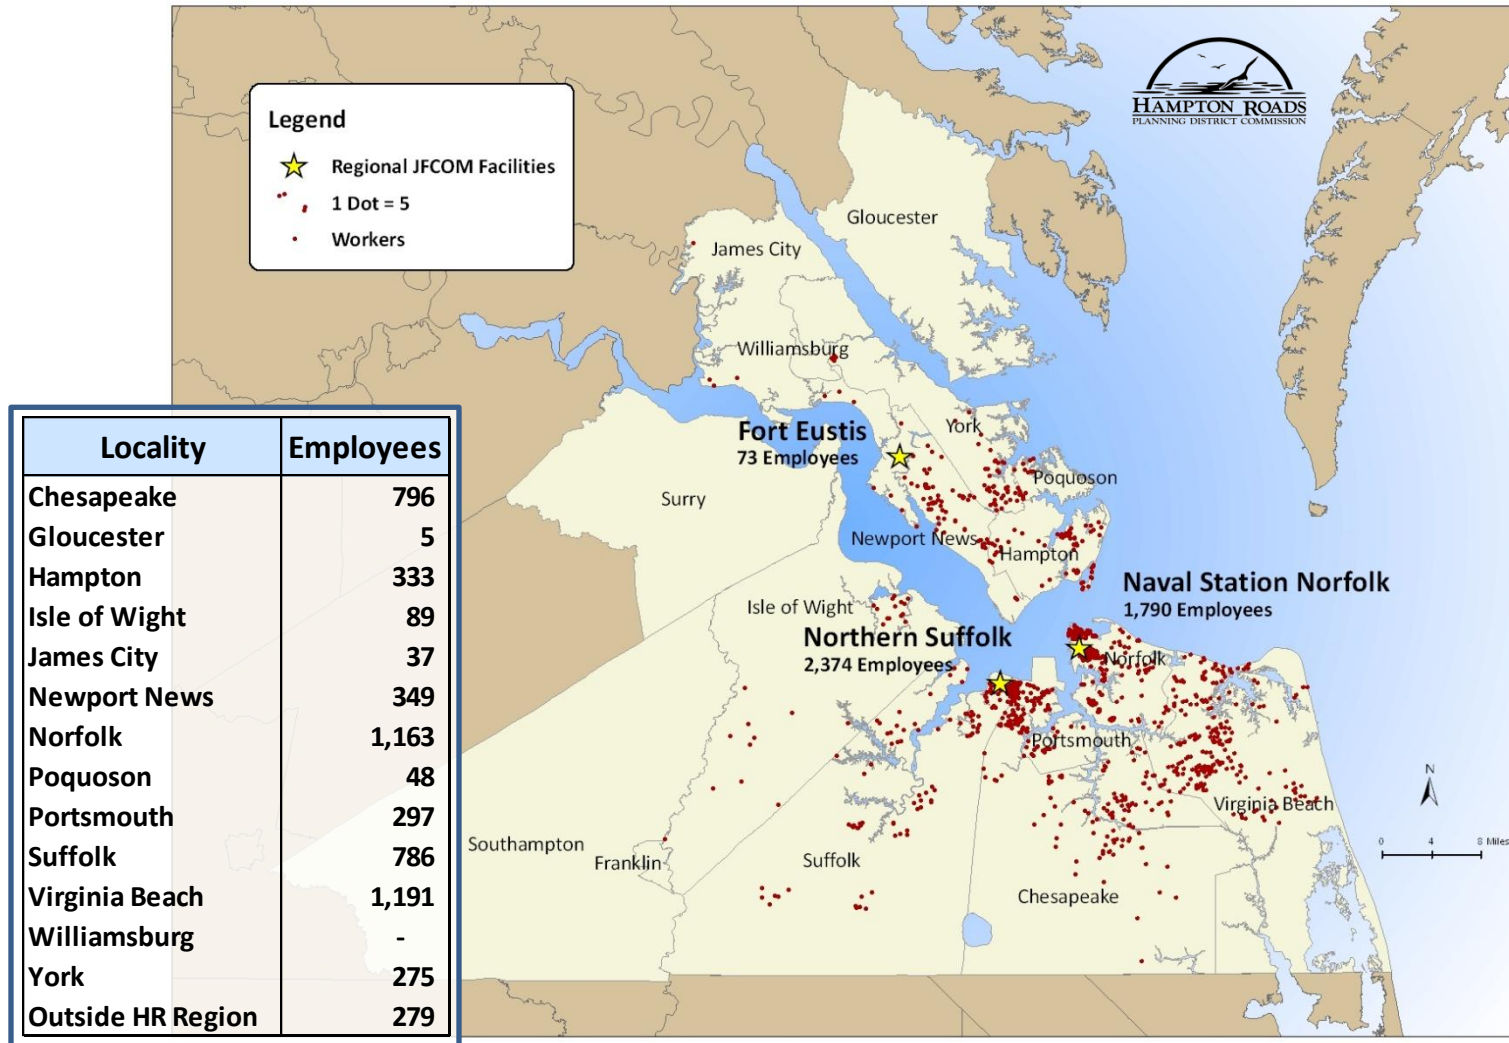 HAMPTON ROADS
PLANNING DISTRICT COMMISSION
Legend
Regional JFCOM Facilities
1 Dot = 5
Workers
Gloucester
James City
Williamsburg
York
Fort Eustis
73 Employees
Poquoson
Surry
Newport News
Hampton
Naval Station Norfolk
1,790 Employees
Isle of Wight
Northern Suffolk
2,374 Employees
Norfolk
Portsmouth
Virginia Beach
Southampton
Franklin
Suffolk
Chesapeake
N
0 4 8 Miles
Locality Employees
Chesapeake 796
Gloucester 5
Hampton 333
Isle of Wight 89
James City 37
Newport News 349
Norfolk 1,163
Poquoson 48
Portsmouth 297
Suffolk 786
Virginia Beach 1,191
Williamsburg -
York 275
Outside HR Region 279